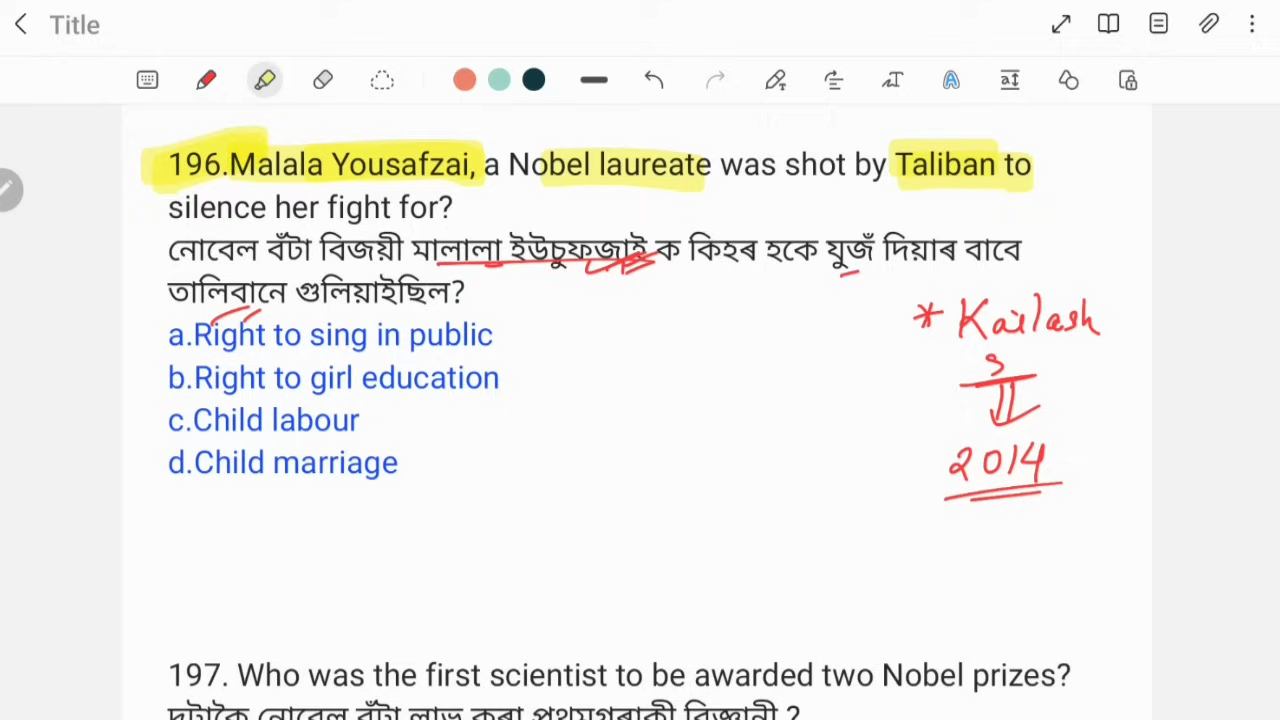 Title
196.Malala Yousafzai, a Nobel laureate was shot by Taliban to
silence her fight for?
নোবেল বঁটা বিজয়ী মালালা ইউচুফজাই ক কিহৰ হকে যুজঁ দিয়াৰ বাবে
তালিবানে গুলিয়াইছিল?
a.Right to sing in public
b.Right to girl education
c.Child labour
d.Child marriage
* Kailash
S
2014
197. Who was the first scientist to be awarded two Nobel prizes?
দুটাকৈ নোবেল বঁটা লাভ কৰা প্ৰথমগৰাকী বিজ্ঞানী ?